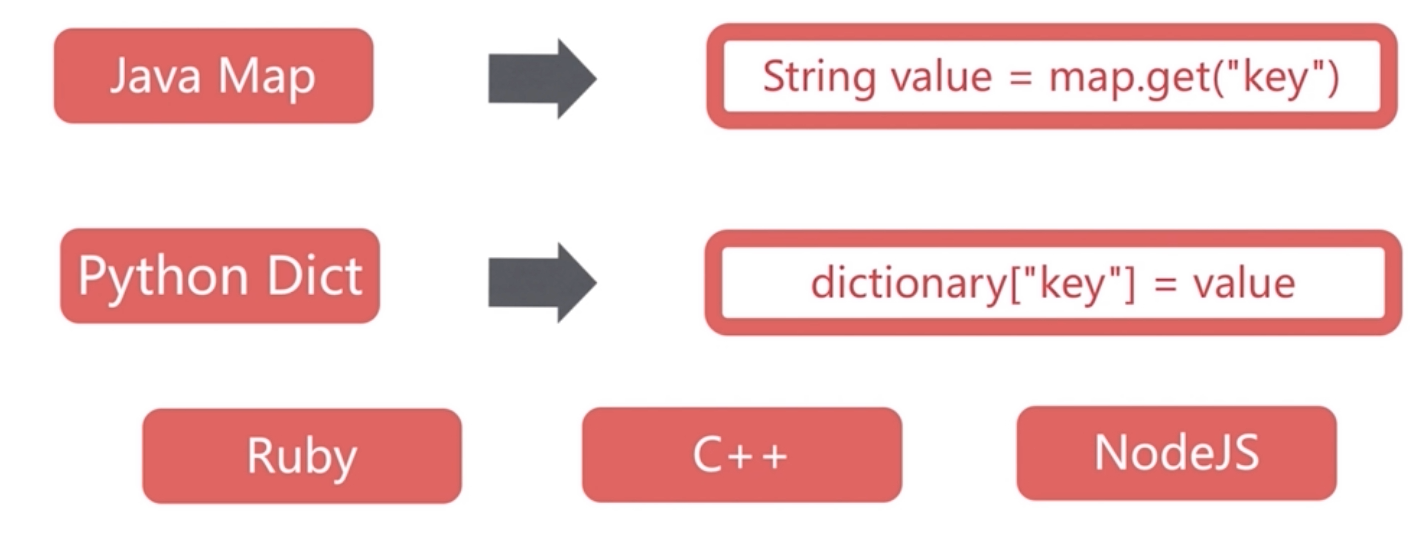 Java Map
String value = map.get("key")
Python Dict
dictionary["key"] = value
Ruby
C++
NodeJS